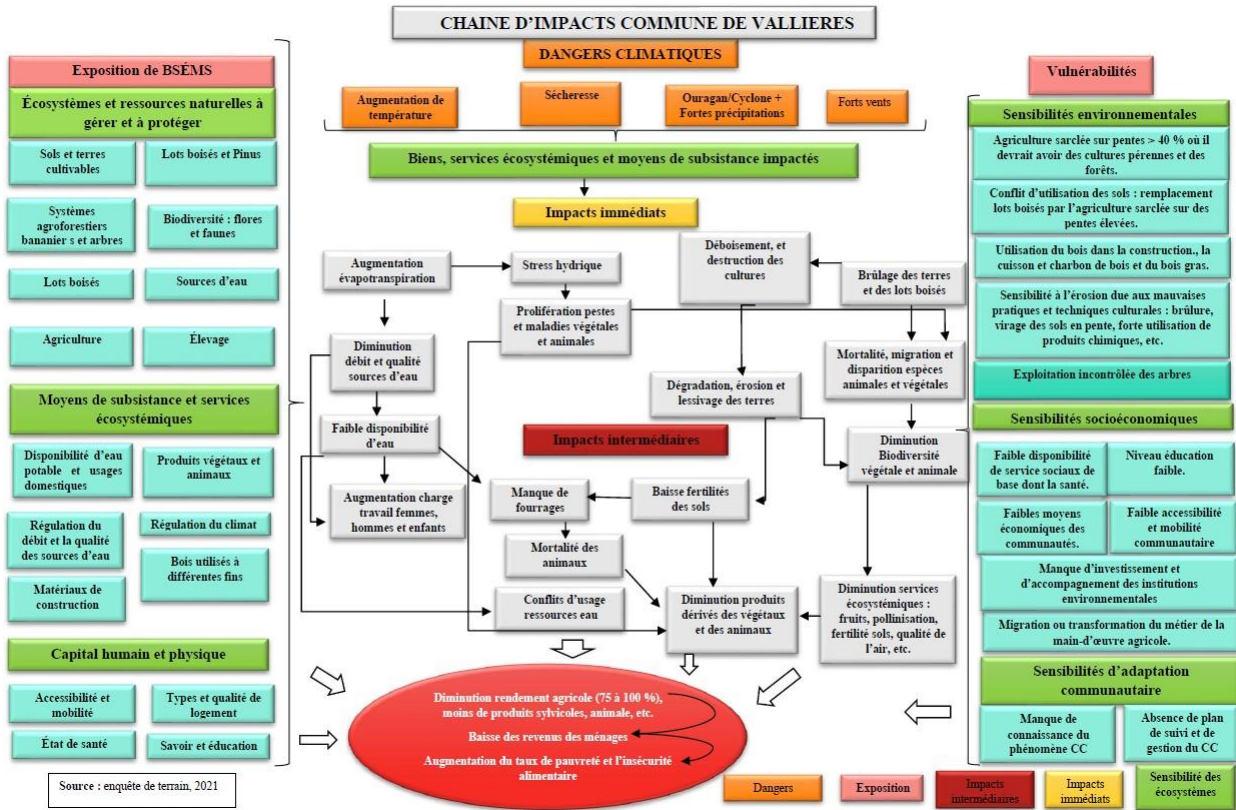 CHAINE D'IMPACTS COMMUNE DE VALLIERES
DANGERS CLIMATIQUES
Augmentation de
température
Sécheresse
Ouragan/Cyclone +
Fortes précipitations
Forts vents
Biens, services écosystémiques et moyens de subsistance impactés
Impacts immédiats
Exposition de BSÉMS
Écosystèmes et ressources naturelles à
gérer et à protéger
Sols et terres
cultivables
Lots boisés et Pinus
Systèmes
agroforestiers
bananier s et arbres
Biodiversité : flores
et faunes
Lots boisés
Sources d'eau
Agriculture
Élevage
Moyens de subsistance et services
écosystémiques
Disponibilité d'eau
potable et usages
domestiques
Produits végétaux et
animaux
Régulation du
débit et la qualité
des sources d'eau
Régulation du climat
Bois utilisés à
différentes fins
Matériaux de
construction
Capital humain et physique
Accessibilité et
mobilité
Types et qualité de
logement
État de santé
Savoir et éducation
Source : enquête de terrain, 2021
Augmentation
évapotranspiration
Stress hydrique
Déboisement, et
destruction des
cultures
Brûlage des terres
et des lots boisés
Prolifération pestes
et maladies végétales
et animales
Diminution
débit et qualité
sources d'eau
Mortalité, migration et
disparition espèces
animales et végétales
Dégradation, érosion et
lessivage des terres
Faible disponibilité
d'eau
Impacts intermédiaires
Diminution
Biodiversité
végétale et animale
Augmentation charge
travail femmes,
hommes et enfants
Manque de
fourrages
Baisse fertilités
des sols
Mortalité des
animaux
Conflits d'usage
ressources eau
Diminution produits
dérivés des végétaux
et des animaux
Diminution services
écosystémiques :
fruits, pollinisation,
fertilité sols, qualité de
l'air, etc.
Diminution rendement agricole (75 à 100 %),
moins de produits sylvicoles, animale, etc.
Baisse des revenus des ménages
Augmentation du taux de pauvreté et l'insécurité
alimentaire
Vulnérabilités
Sensibilités environnementales
Agriculture sarclée sur pentes > 40 % où il
devrait avoir des cultures pérennes et des
forêts.
Conflit d'utilisation des sols : remplacement
lots boisés par l'agriculture sarclée sur des
pentes élevées.
Utilisation du bois dans la construction., la
cuisson et charbon de bois et du bois gras.
Sensibilité à l'érosion due aux mauvaises
pratiques et techniques culturales : brûlure,
virage des sols en pente, forte utilisation de
produits chimiques, etc.
Exploitation incontrôlée des arbres
Sensibilités socioéconomiques
Faible disponibilité
de service sociaux de
base dont la santé.
Niveau éducation
faible.
Faibles moyens
économiques des
communautés.
Faible accessibilité
et mobilité
communautaire
Manque d'investissement et
d'accompagnement des institutions
environnementales
Migration ou transformation du métier de la
main-d'œuvre agricole.
Sensibilités d'adaptation
communautaire
Manque de
connaissance du
phénomène CC
Absence de plan
de suivi et de
gestion du CC
Dangers
Exposition
Impacts
intermédiaires
Impacts
immédiats
Sensibilité des
écosystèmes